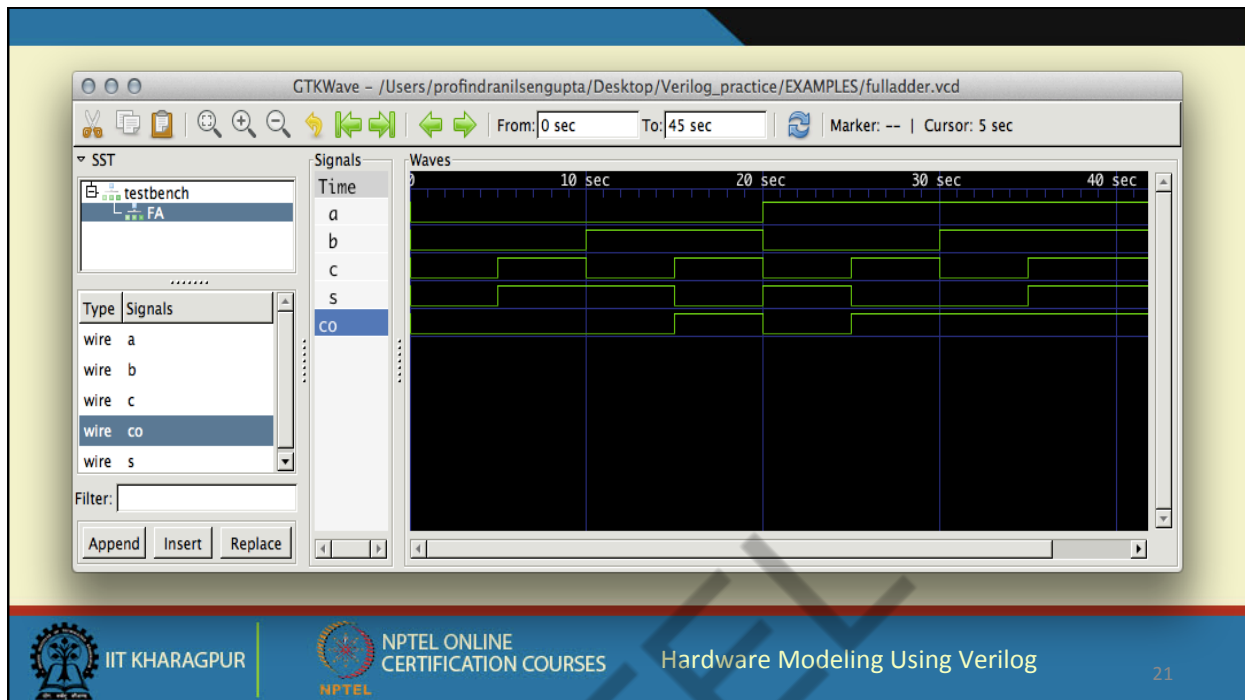 GTKWave – /Users/profindranilsengupta/Desktop/Verilog_practice/EXAMPLES/fulladder.vcd
From: 0 sec To: 45 sec Marker: -- | Cursor: 5 sec
SST
testbench
FA
Type Signals
wire a
wire b
wire c
wire co
wire s
Filter:
Append Insert Replace
Signals
Time
a
b
c
s
co
Waves
0 10 sec 20 sec 30 sec 40 sec
IIT KHARAGPUR
NPTEL
NPTEL ONLINE
CERTIFICATION COURSES
Hardware Modeling Using Verilog
21